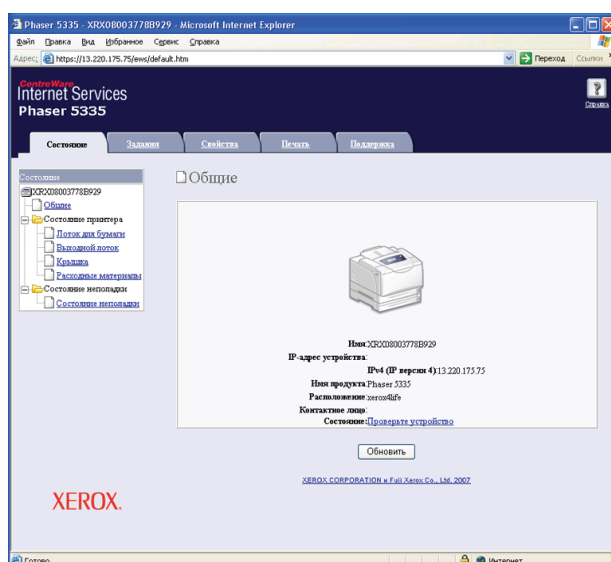 Phaser 5335 - XRX08003778B929 - Microsoft Internet Explorer
Файл Правка Вид Избранное Сервис Справка
Адрес: https://13.220.175.75/ews/default.htm Переход Ссылки »
CentreWare
Internet Services
Phaser 5335
? Справка
Состояние Задания Свойства Печать Поддержка
Состояние
XRX08003778B929
Общие
Состояние принтера
Лоток для бумаги
Выходной лоток
Крышка
Расходные материалы
Состояние неполадки
Состояние неполадки
Общие
Имя:XRX08003778B929
IP-адрес устройства:
IPv4 (IP версии 4):13.220.175.75
Имя продукта:Phaser 5335
Расположение:xerox4life
Контактное лицо:
Состояние:Проверьте устройство
Обновить
XEROX CORPORATION и Fuji Xerox Co., Ltd. 2007
XEROX.
Готово Интернет